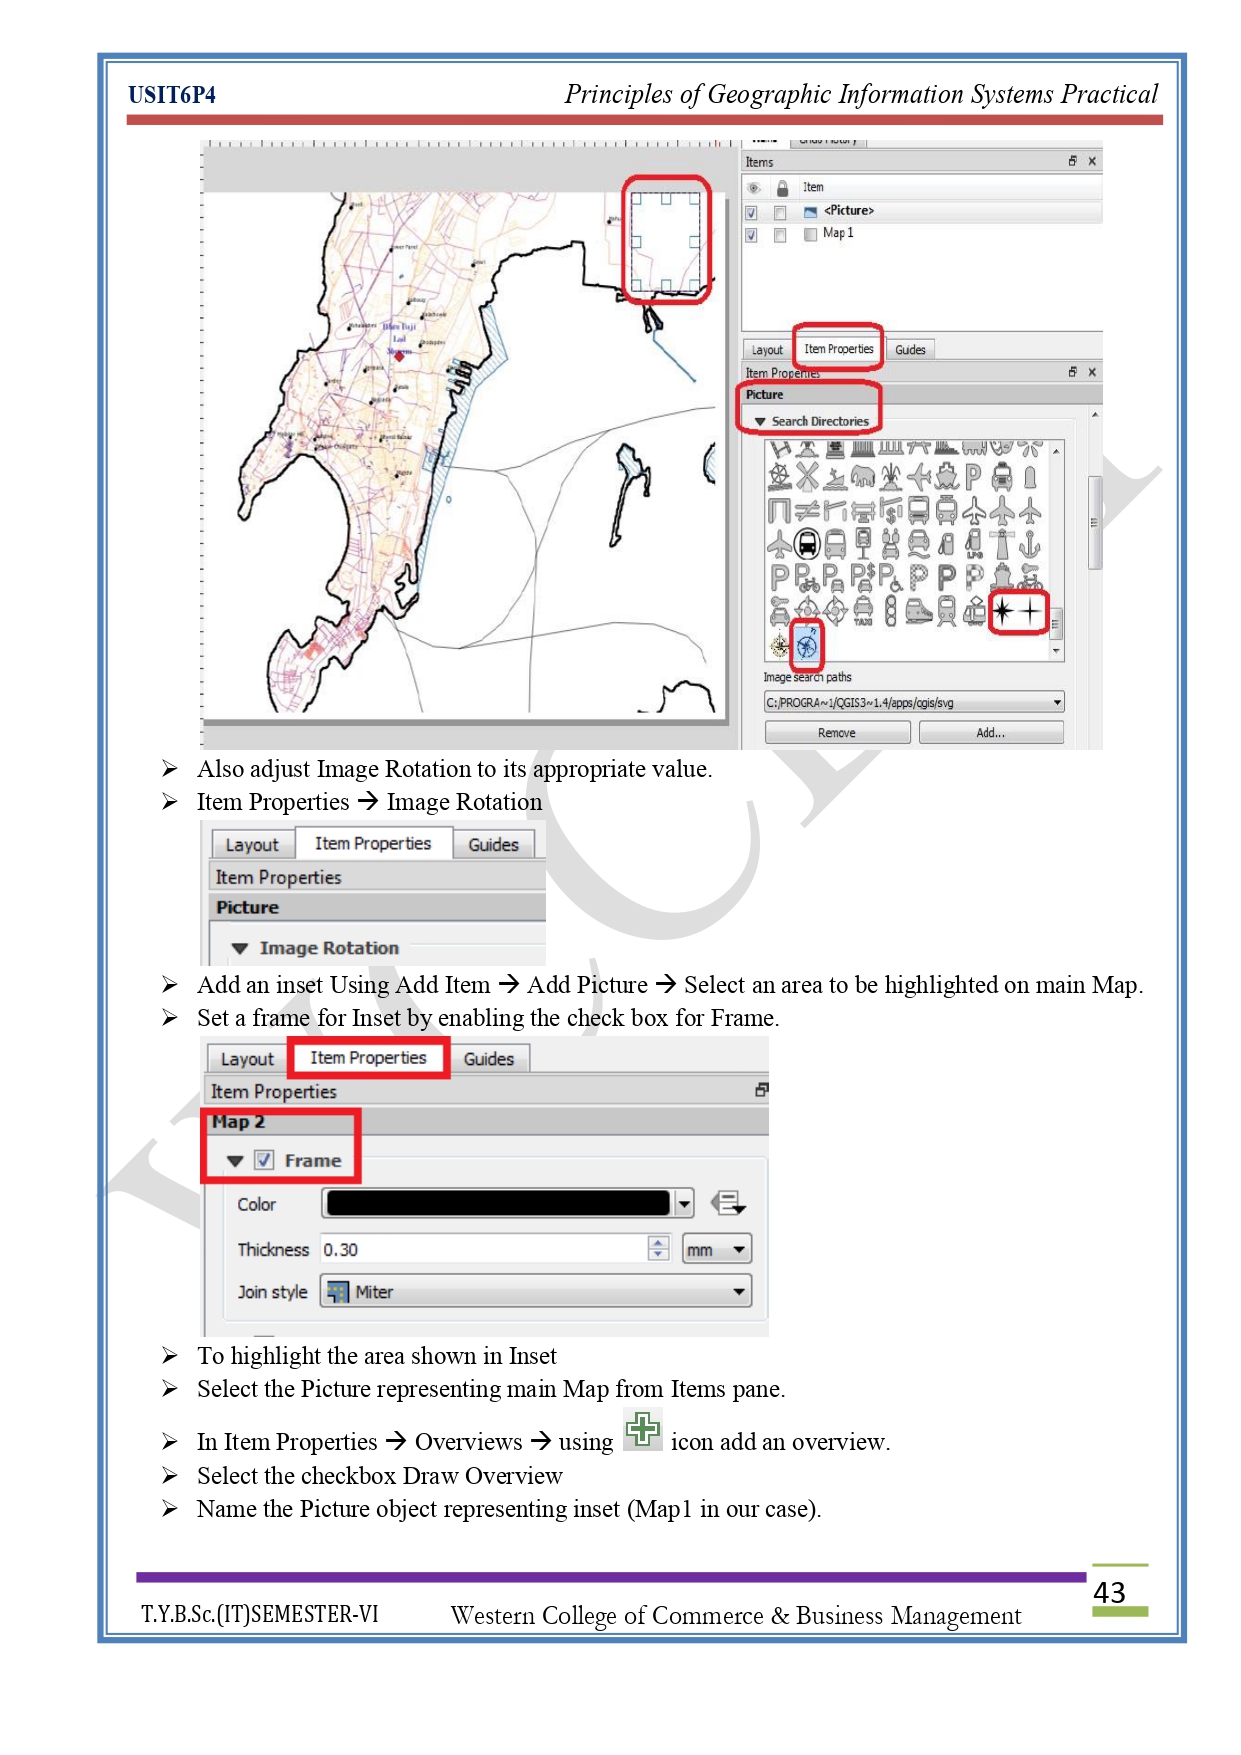 USIT6P4 Principles of Geographic Information Systems Practical
Items
Item
<Picture>
Map 1
Layout Item Properties Guides
Item Properties
Picture
Search Directories
Image search paths
C:/PROGRA~1/QGIS3~1.4/apps/qgis/svg
Remove Add...
➢ Also adjust Image Rotation to its appropriate value.
➢ Item Properties → Image Rotation
Layout Item Properties Guides
Item Properties
Picture
Image Rotation
➢ Add an inset Using Add Item → Add Picture → Select an area to be highlighted on main Map.
➢ Set a frame for Inset by enabling the check box for Frame.
Layout Item Properties Guides
Item Properties
Map 2
Frame
Color
Thickness 0.30 mm
Join style Miter
➢ To highlight the area shown in Inset
➢ Select the Picture representing main Map from Items pane.
➢ In Item Properties → Overviews → using icon add an overview.
➢ Select the checkbox Draw Overview
➢ Name the Picture object representing inset (Map1 in our case).
43
T.Y.B.Sc.(IT)SEMESTER-VI Western College of Commerce & Business Management